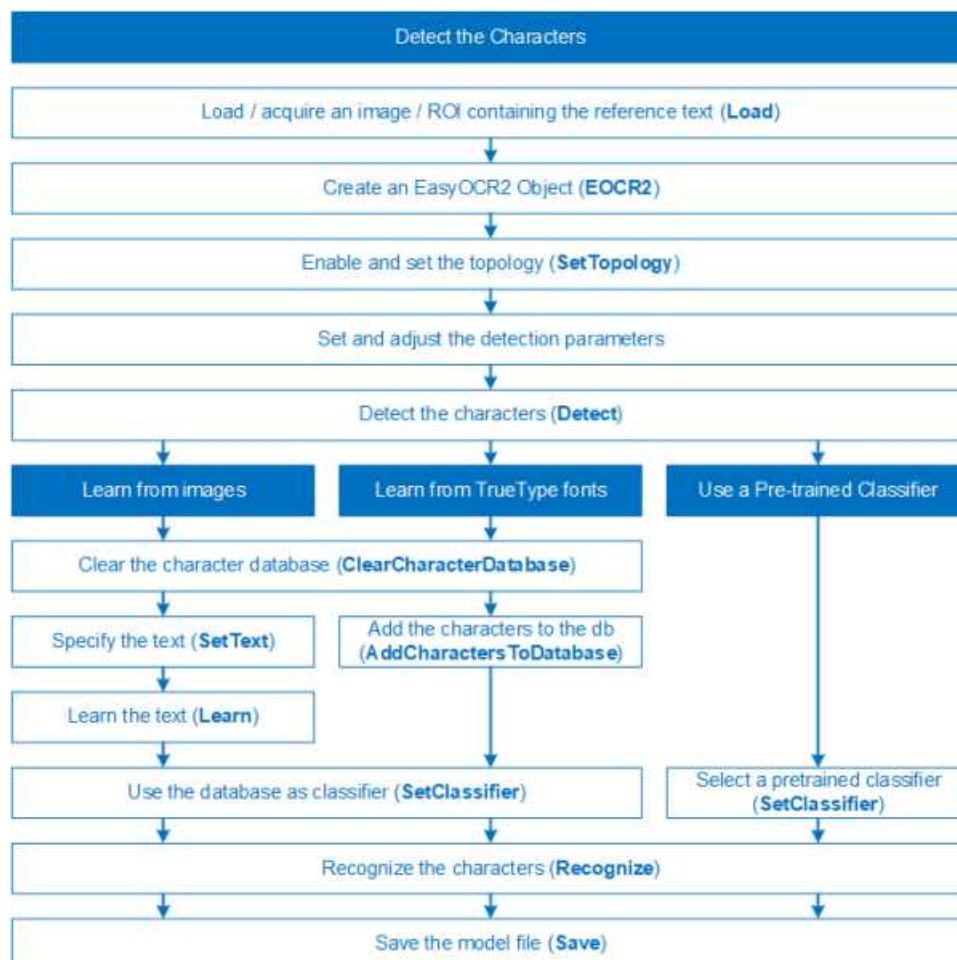 Detect the Characters
Load / acquire an image / ROI containing the reference text (Load)
Create an EasyOCR2 Object (EOCR2)
Enable and set the topology (SetTopology)
Set and adjust the detection parameters
Detect the characters (Detect)
Learn from images
Learn from TrueType fonts
Use a Pre-trained Classifier
Clear the character database (ClearCharacterDatabase)
Specify the text (SetText)
Add the characters to the db
(AddCharactersToDatabase)
Learn the text (Learn)
Use the database as classifier (SetClassifier)
Select a pretrained classifier
(SetClassifier)
Recognize the characters (Recognize)
Save the model file (Save)